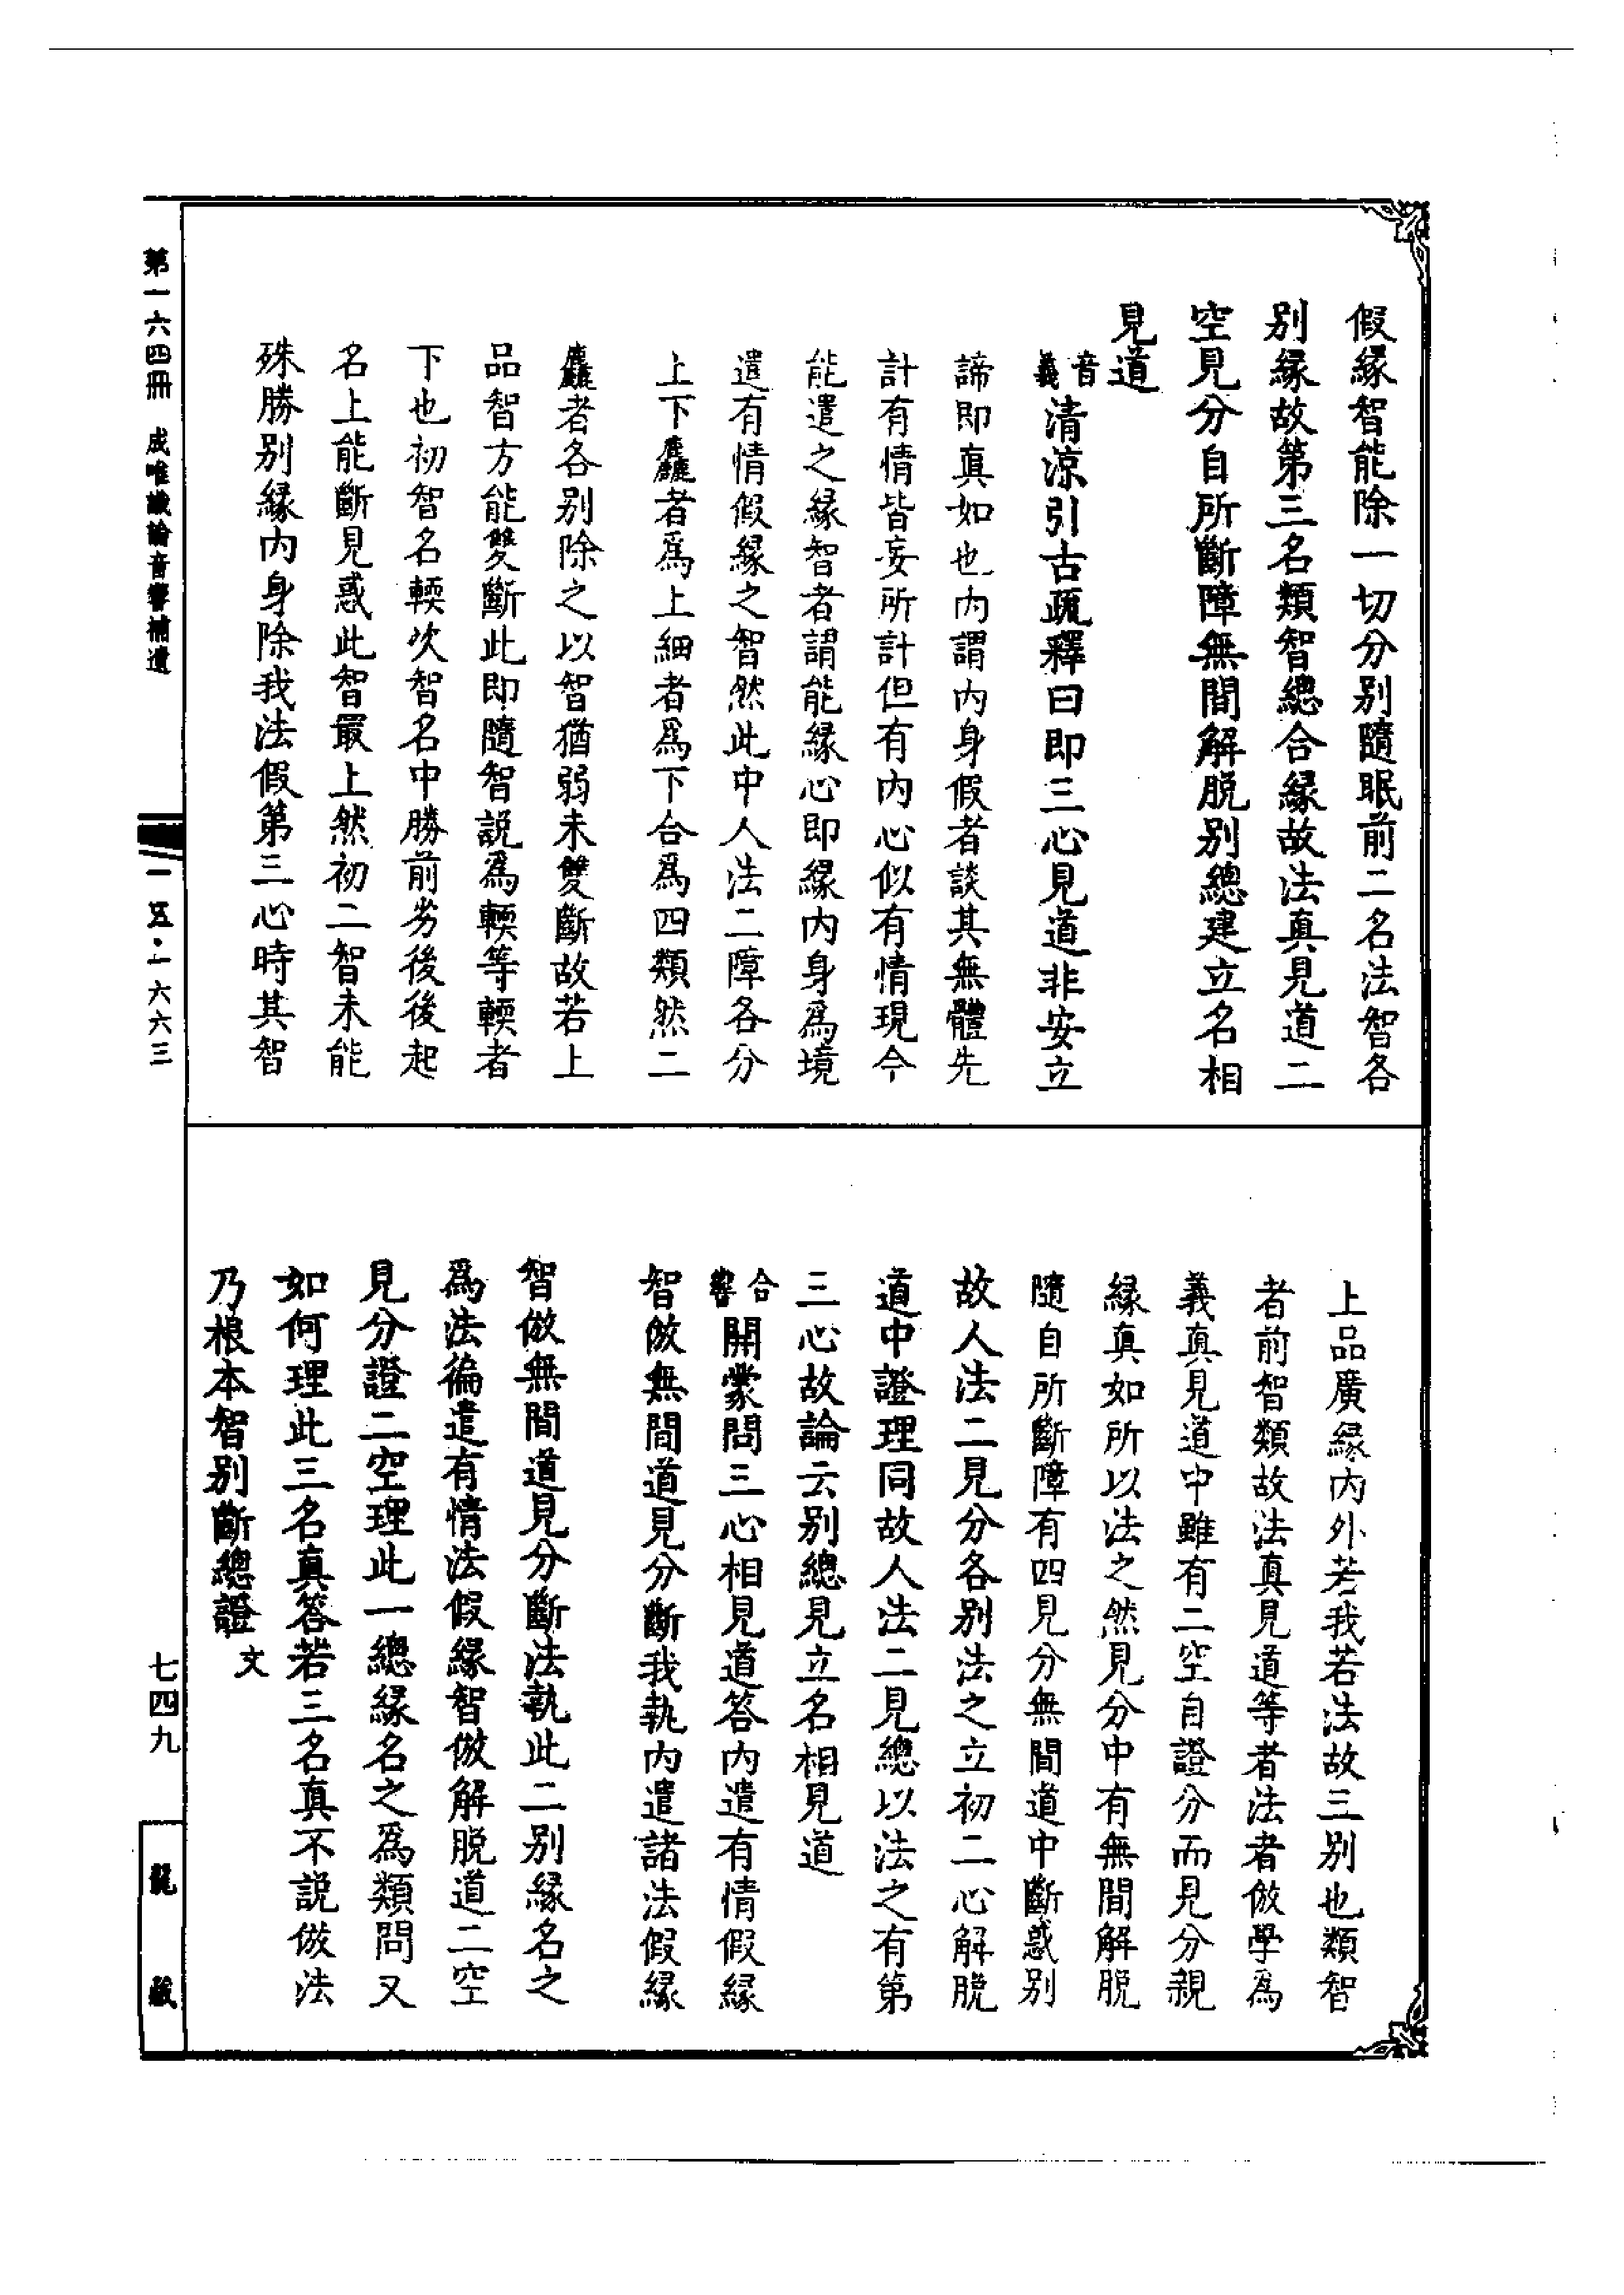 假緣智能除一切分別隨眠前二名法智各
別緣故第三名類智總合緣故法真見道二
空見分自所斷障無間解脫別總建立名相
見道
音義清涼引古疏釋曰即三心見道非安立
諦即真如也內謂內身假者談其無體先
計有情皆妄所計但有內心似有情現今
能遣之緣智者謂能緣心即緣內身為境
遣有情假緣之智然此中人法二障各分
上下麤者為上細者為下合為四類然二
麤者各別除之以智猶弱未雙斷故若上
品智方能雙斷此即隨智說為輭等輭者
下也初智名輭次智名中勝前劣後後起
名上能斷見惑此智最上然初二智未能
殊勝別緣內身除我法假第三心時其智
上品廣緣內外若我若法故三別也類智
者前智類故法真見道等者法者倣學為
義真見道中雖有二空自證分而見分親
緣真如所以法之然見分中有無間解脫
隨自所斷障有四見分無間道中斷惑別
故人法二見分各別法之立初二心解脫
道中證理同故人法二見總以法之有第
三心故論云別總見立名相見道
合響開蒙問三心相見道答內遣有情假緣
智倣無間道見分斷我執內遣諸法假緣
智倣無間道見分斷法執此二別緣名之
為法徧遣有情法假緣智倣解脫道二空
見分證二空理此一總緣名之為類問又
如何理此三名真答若三名真不說倣法
乃根本智別斷總證文
第一六四冊 成唯識論音響補遺
一五·一六六三
七四九
龍藏